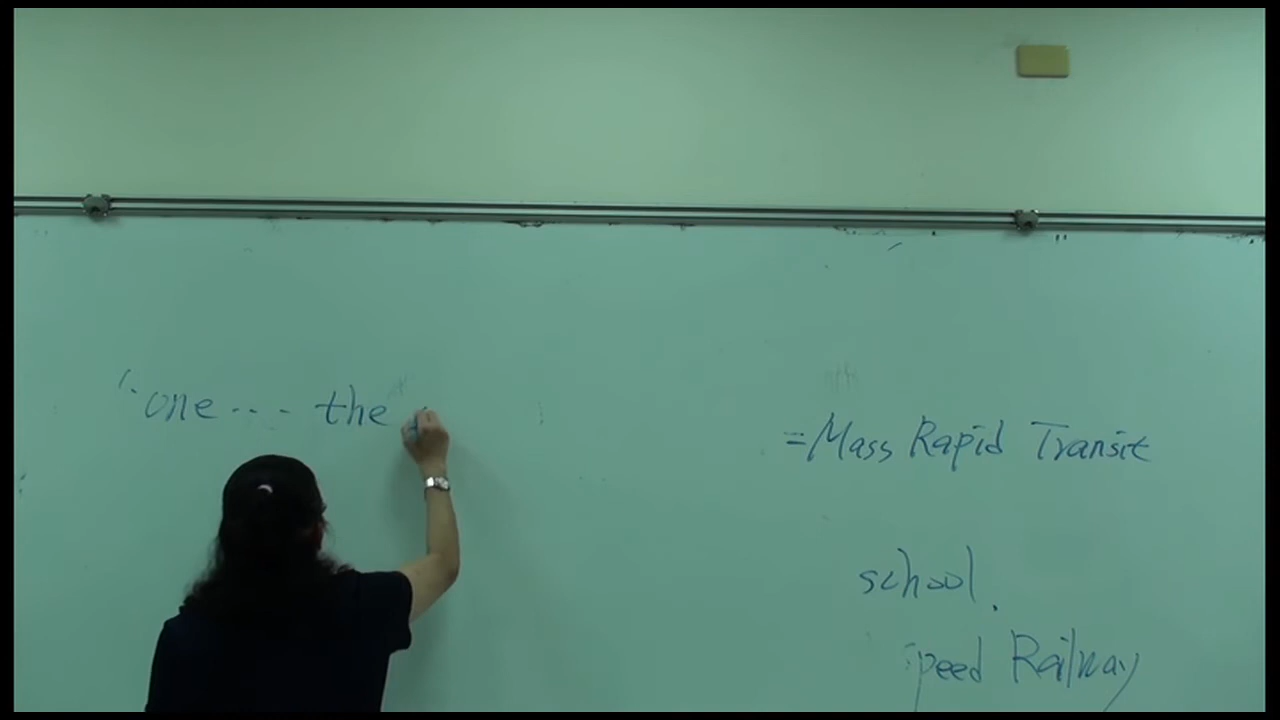 “one --- the
=Mass Rapid Transit
school.
peed Railway